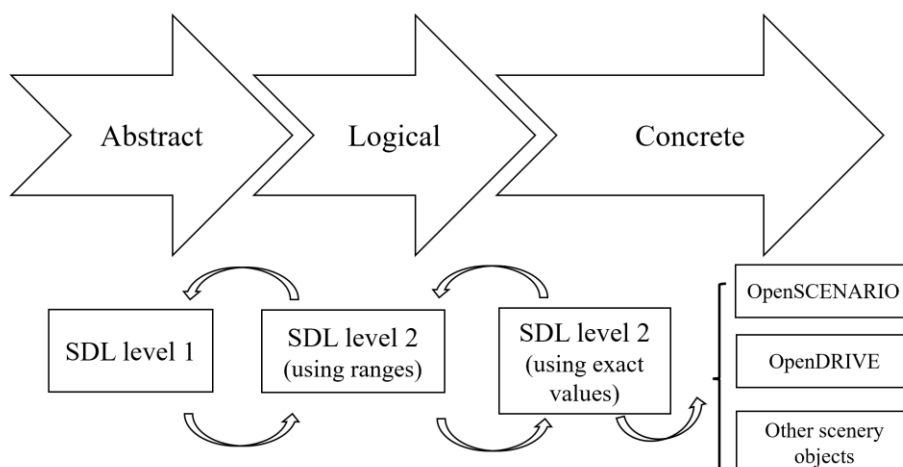 Abstract
Logical
Concrete
SDL level 1
SDL level 2
(using ranges)
SDL level 2
(using exact
values)
OpenSCENARIO
OpenDRIVE
Other scenery
objects